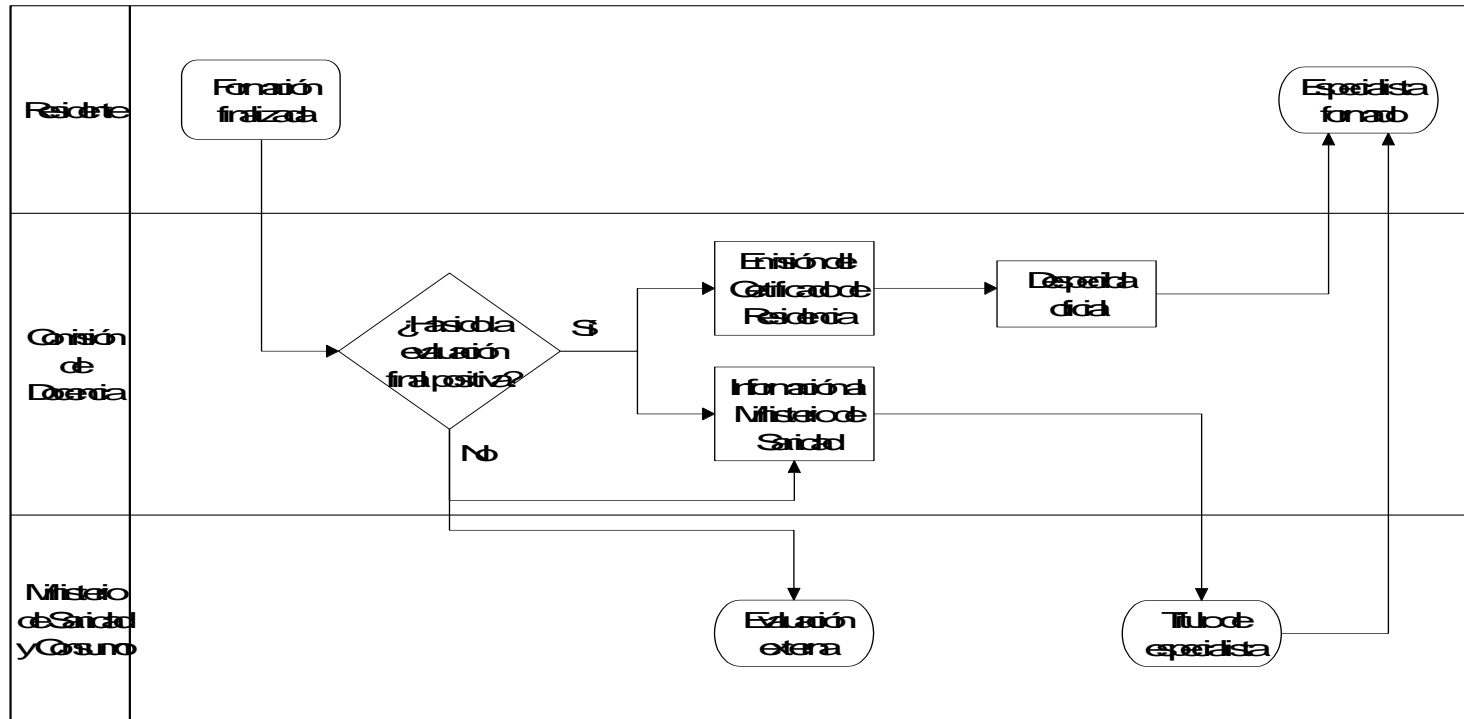 Residente
Formación
finalizada
Especialista
formado
Comisión
de
Docencia
¿Ha sido la
evaluación
final positiva?
Sí
No
Emisión del
Certificado de
Residencia
Despedida
oficial
Información al
Ministerio de
Sanidad
Ministerio
de Sanidad
y Consumo
Evaluación
externa
Título de
especialista